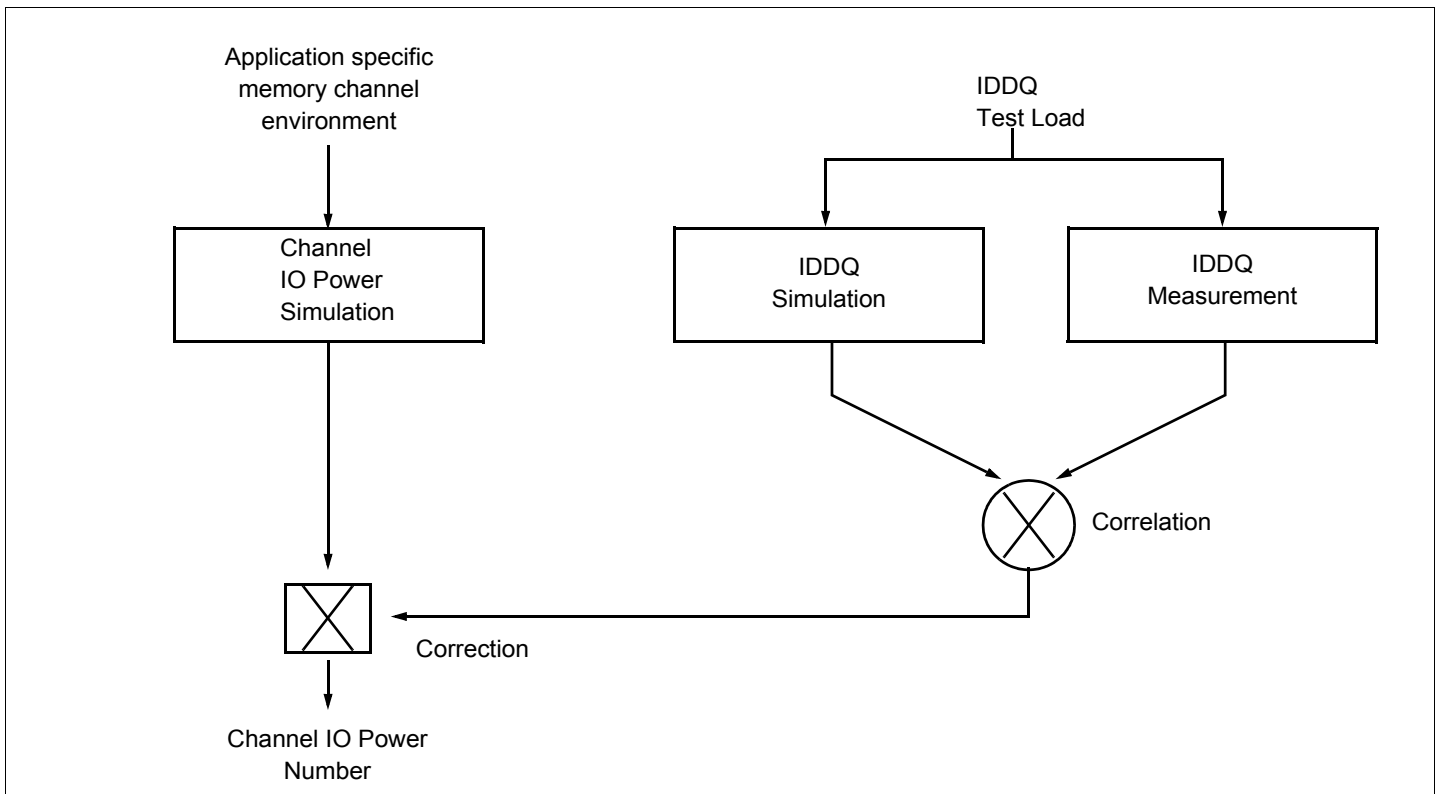 Application specific
memory channel
environment
IDDQ
Test Load
Channel
IO Power
Simulation
IDDQ
Simulation
IDDQ
Measurement
Correlation
Correction
Channel IO Power
Number